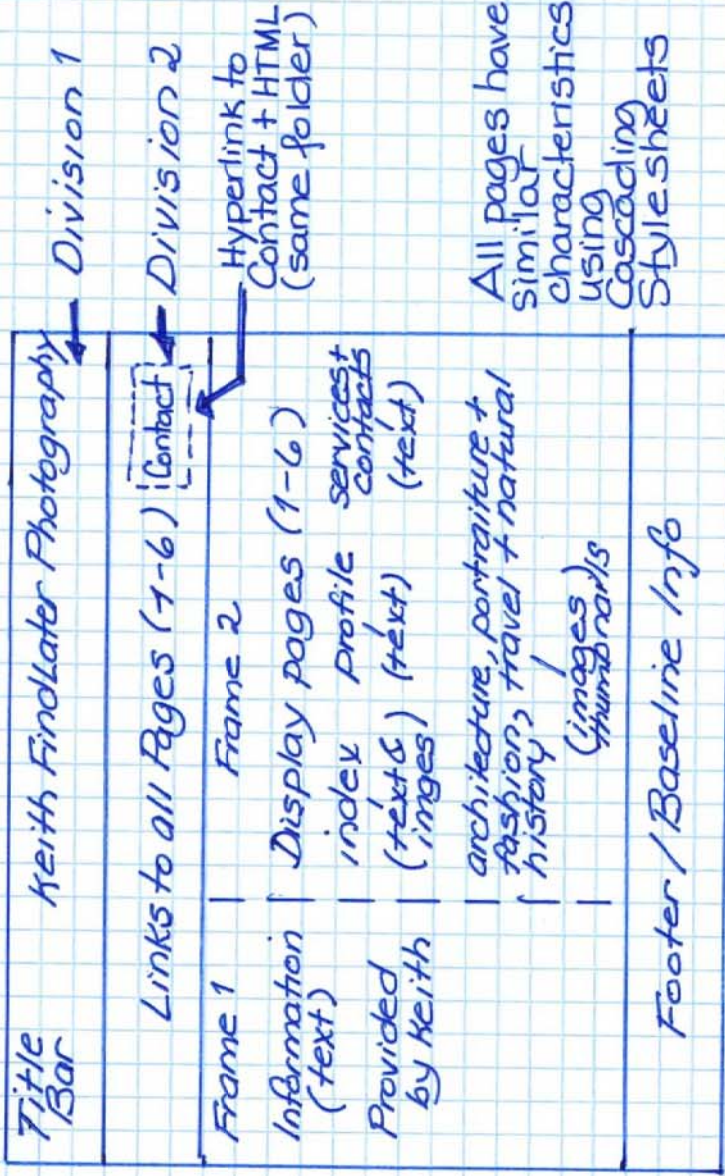 Title
Bar
Keith FindLater Photography
Division 1
Links to all Pages (1-6)
Contact
Division 2
Hyperlink to
Contact + HTML
(same folder)
Frame 1
Information
(text)
Provided
by Keith
Frame 2
Display pages (1-6)
index profile services+
contacts
(text & (text) (text)
imges)
architecture, portraiture +
fashion, travel + natural
history
(images)
thumbnails
All pages have
similar
characteristics
using
Cascading
Stylesheets
Footer / Baseline Info